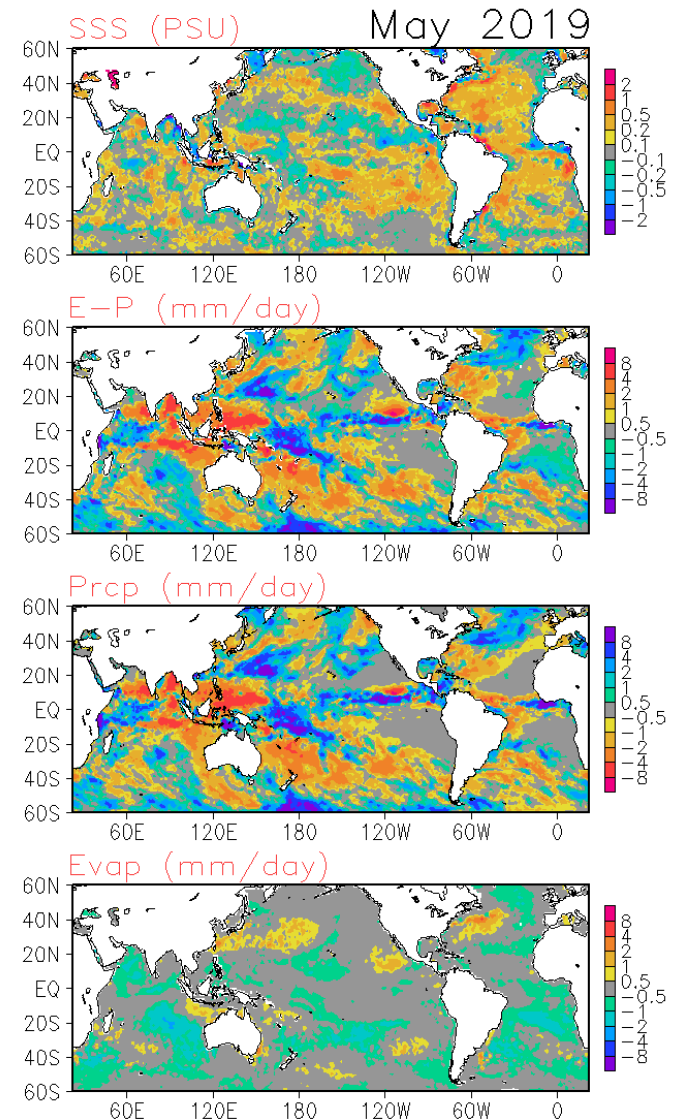 SSS (PSU) May 2019
60N
40N
20N
EQ
20S
40S
60S
60E 120E 180 120W 60W 0
2
1
0.5
0.2
0.1
-0.1
-0.2
-0.5
-1
-2
E-P (mm/day)
60N
40N
20N
EQ
20S
40S
60S
60E 120E 180 120W 60W 0
8
4
2
1
0.5
-0.5
-1
-2
-4
-8
Prcp (mm/day)
60N
40N
20N
EQ
20S
40S
60S
60E 120E 180 120W 60W 0
8
4
2
1
0.5
-0.5
-1
-2
-4
-8
Evap (mm/day)
60N
40N
20N
EQ
20S
40S
60S
60E 120E 180 120W 60W 0
8
4
2
1
0.5
-0.5
-1
-2
-4
-8